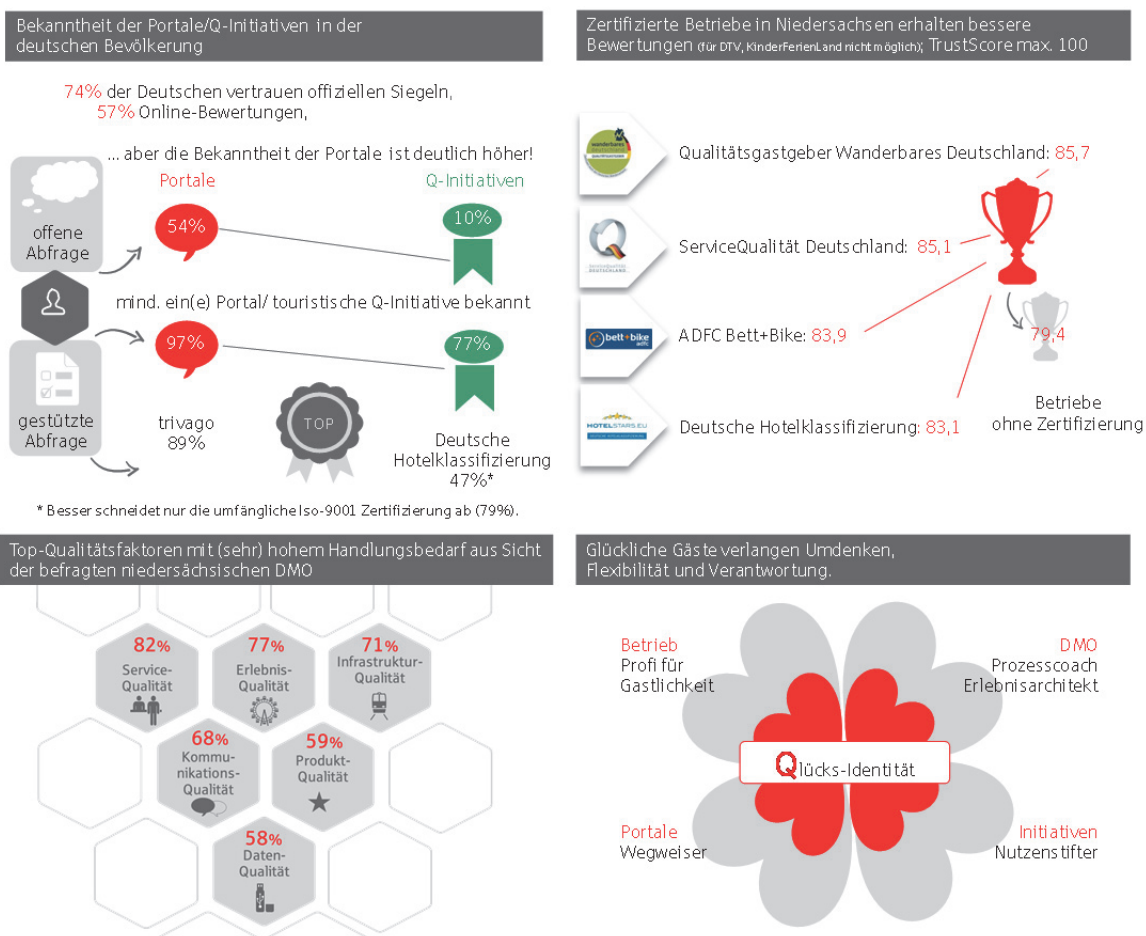 Bekanntheit der Portale/Q-Initiativen in der
deutschen Bevölkerung
74% der Deutschen vertrauen offiziellen Siegeln,
57% Online-Bewertungen,
... aber die Bekanntheit der Portale ist deutlich höher!
Portale
Q-Initiativen
offene
Abfrage
54%
10%
mind. ein(e) Portal/ touristische Q-Initiative bekannt
97%
77%
gestützte
Abfrage
trivago
89%
TOP
Deutsche
Hotelklassifizierung
47%*
* Besser schneidet nur die umfängliche Iso-9001 Zertifizierung ab (79%).
Zertifizierte Betriebe in Niedersachsen erhalten bessere
Bewertungen (für DTV, KinderFerienLand nicht möglich); TrustScore max. 100
wanderbares
Qualitätsgastgeber Wanderbares Deutschland: 85,7
DEUTSCHLAND
ServiceQualität Deutschland: 85,1
bett+bike
adfc
ADFC Bett+Bike: 83,9
HOTELSTARS.EU
Deutsche Hotelklassifizierung: 83,1
79,4
Betriebe
ohne Zertifizierung
Top-Qualitätsfaktoren mit (sehr) hohem Handlungsbedarf aus Sicht
der befragten niedersächsischen DMO
82%
Service-
Qualität
77%
Erlebnis-
Qualität
71%
Infrastruktur-
Qualität
68%
Kommu-
nikations-
Qualität
59%
Produkt-
Qualität
58%
Daten-
Qualität
Glückliche Gäste verlangen Umdenken,
Flexibilität und Verantwortung.
Betrieb
Profi für
Gastlichkeit
DMO
Prozesscoach
Erlebnisarchitekt
Qlücks-Identität
Portale
Wegweiser
Initiativen
Nutzenstifter